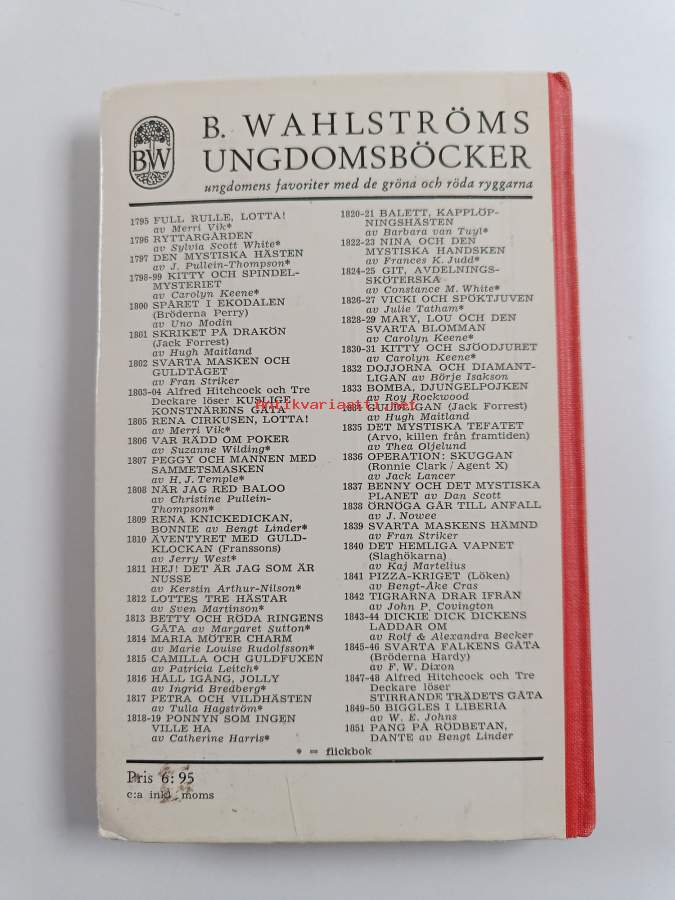 BW
B. WAHLSTRÖMS
UNGDOMSBÖCKER
ungdomens favoriter med de gröna och röda ryggarna
1795 FULL RULLE, LOTTA!
av Merri Vik*
1796 RYTTARGÅRDEN
av Sylvia Scott White*
1797 DEN MYSTISKA HÄSTEN
av J. Pullein-Thompson*
1798-99 KITTY OCH SPINDEL-
MYSTERIET
av Carolyn Keene*
1800 SPÅRET I EKODALEN
(Bröderna Perry)
av Uno Modin
1801 SKRIKET PÅ DRAKÖN
(Jack Forrest)
av Hugh Maitland
1802 SVARTA MASKEN OCH
GULDTÅGET
av Fran Striker
1803-04 Alfred Hitchcock och Tre
Deckare löser KUSLIGE
KONSTNÄRENS GÅTA
1805 RENA CIRKUSEN, LOTTA!
av Merri Vik*
1806 VAR RÄDD OM POKER
av Suzanne Wilding*
1807 PEGGY OCH MANNEN MED
SAMMETSMASKEN
av H. J. Temple*
1808 NÄR JAG RED BALOO
av Christine Pullein-
Thompson*
1809 RENA KNICKEDICKAN,
BONNIE av Bengt Linder*
1810 ÄVENTYRET MED GULD-
KLOCKAN (Franssons)
av Jerry West*
1811 HEJ! DET ÄR JAG SOM ÄR
NUSSE
av Kerstin Arthur-Nilson*
1812 LOTTES TRE HÄSTAR
av Sven Martinson*
1813 BETTY OCH RÖDA RINGENS
GÅTA av Margaret Sutton*
1814 MARIA MÖTER CHARM
av Marie Louise Rudolfsson*
1815 CAMILLA OCH GULDFUXEN
av Patricia Leitch*
1816 HÅLL IGÅNG, JOLLY
av Ingrid Bredberg*
1817 PETRA OCH VILDHÄSTEN
av Tulla Hagström*
1818-19 PONNYN SOM INGEN
VILLE HA
av Catherine Harris*
1820-21 BALETT, KAPPLÖP-
NINGSHÄSTEN
av Barbara van Tuyl*
1822-23 NINA OCH DEN
MYSTISKA HANDSKEN
av Frances K. Judd*
1824-25 GIT, AVDELNINGS-
SKÖTERSKA
av Constance M. White*
1826-27 VICKI OCH SPÖKTJUVEN
av Julie Tatham*
1828-29 MARY, LOU OCH DEN
SVARTA BLOMMAN
av Carolyn Keene*
1830-31 KITTY OCH SJÖODJURET
av Carolyn Keene*
1832 DOJJORNA OCH DIAMANT-
LIGAN av Börje Isakson
1833 BOMBA, DJUNGELPOJKEN
av Roy Rockwood
1834 GULDLIGAN (Jack Forrest)
av Hugh Maitland
1835 DET MYSTISKA TEFATET
(Arvo, killen från framtiden)
av Thea Oljelund
1836 OPERATION: SKUGGAN
(Ronnie Clark / Agent X)
av Jack Lancer
1837 BENNY OCH DET MYSTISKA
PLANET av Dan Scott
1838 ÖRNÖGA GÅR TILL ANFALL
av J. Nowee
1839 SVARTA MASKENS HÄMND
av Fran Striker
1840 DET HEMLIGA VAPNET
(Slaghökarna)
av Kaj Martelius
1841 PIZZA-KRIGET (Löken)
av Bengt-Åke Cras
1842 TIGRARNA DRAR IFRÅN
av John P. Covington
1843-44 DICKIE DICK DICKENS
LADDAR OM
av Rolf & Alexandra Becker
1845-46 SVARTA FALKENS GÅTA
(Bröderna Hardy)
av F. W. Dixon
1847-48 Alfred Hitchcock och Tre
Deckare löser
STIRRANDE TRÄDETS GÅTA
1849-50 BIGGLES I LIBERIA
av W. E. Johns
1851 PANG PÅ RÖDBETAN,
DANTE av Bengt Linder
* = flickbok
Pris 6:95
c:a inkl. moms
antikvariaatti.net